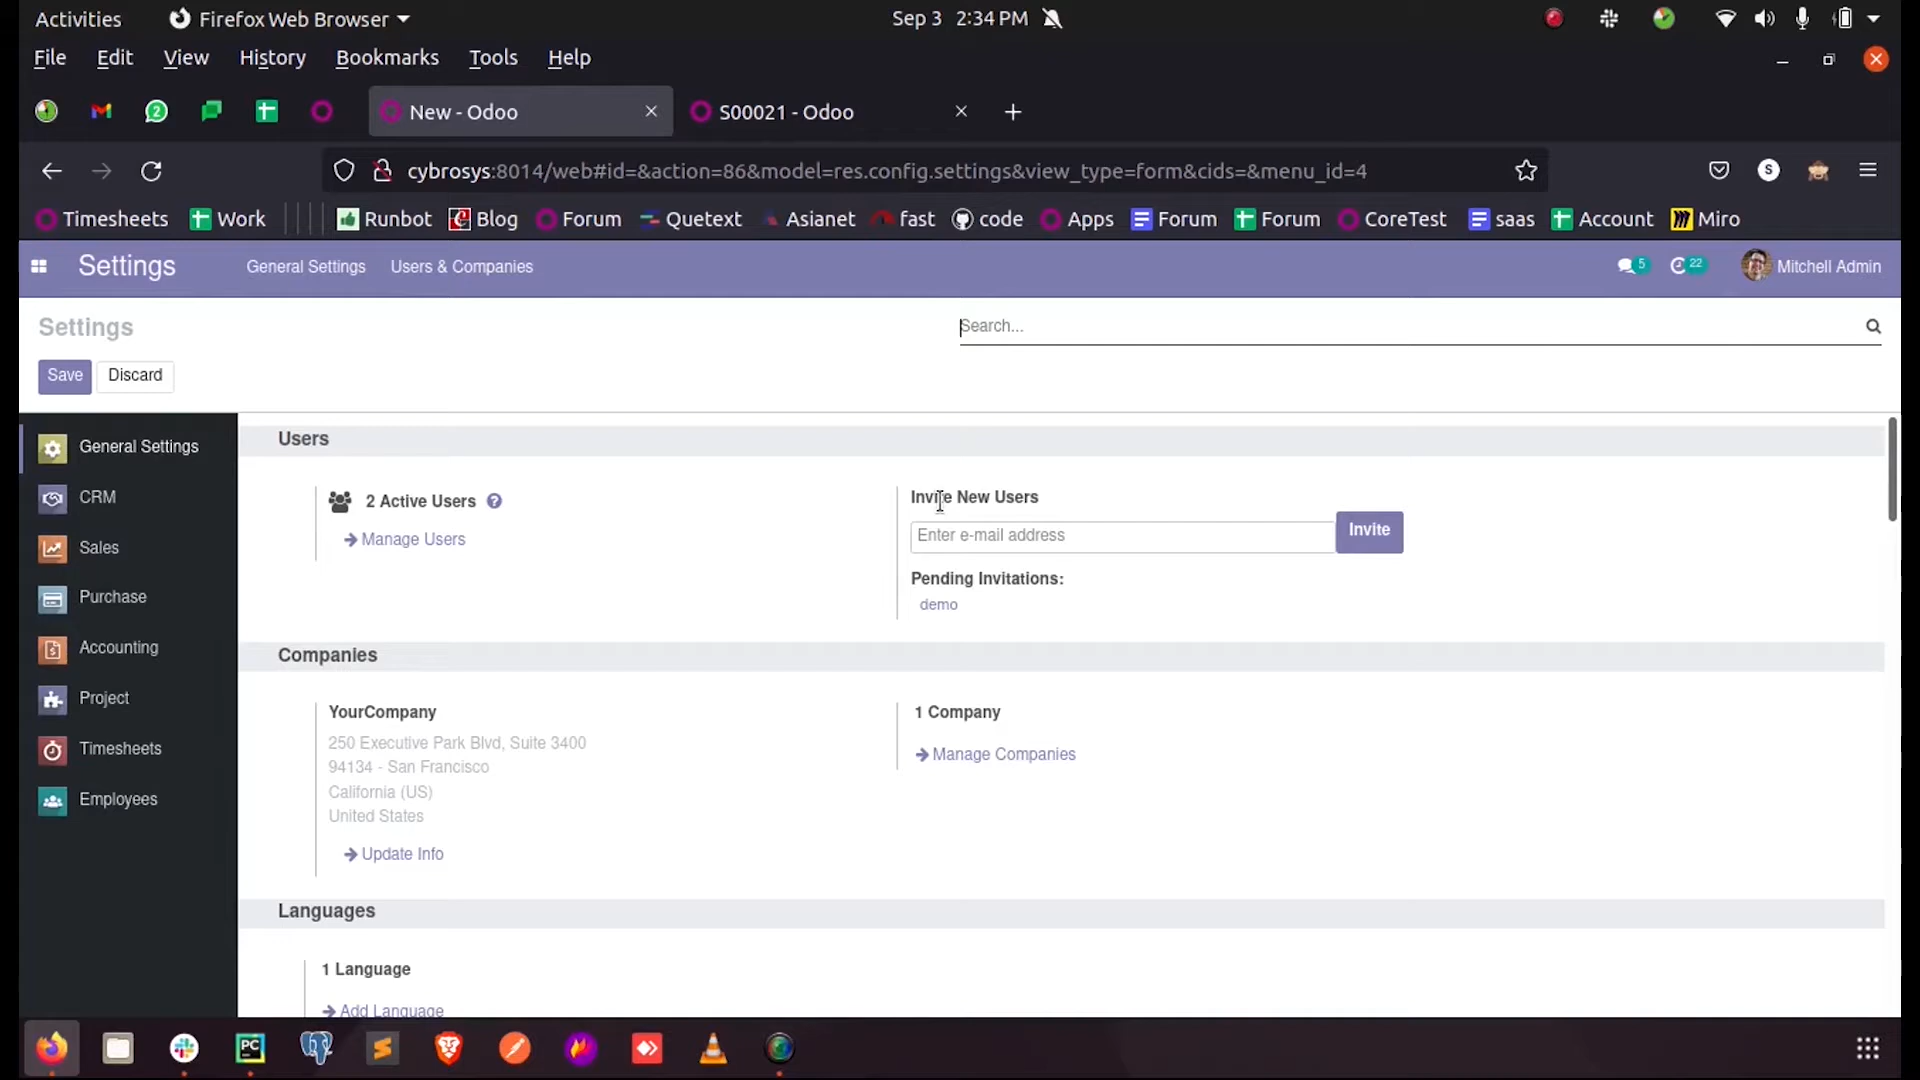 Activities Firefox Web Browser Sep 3 2:34 PM
File Edit View History Bookmarks Tools Help
2 New - Odoo S00021 - Odoo
cybrosys:8014/web#id=&action=86&model=res.config.settings&view_type=form&cids=&menu_id=4 S
Timesheets Work Runbot Blog Forum Quetext Asianet fast code Apps Forum Forum CoreTest saas Account Miro
Settings General Settings Users & Companies 5 22 Mitchell Admin
Settings Search...
Save Discard
General Settings
CRM
Sales
Purchase
Accounting
Project
Timesheets
Employees
Users
2 Active Users ?
Manage Users
Invite New Users
Enter e-mail address Invite
Pending Invitations:
demo
Companies
YourCompany
250 Executive Park Blvd, Suite 3400
94134 - San Francisco
California (US)
United States
Update Info
1 Company
Manage Companies
Languages
1 Language
Add Language
PC